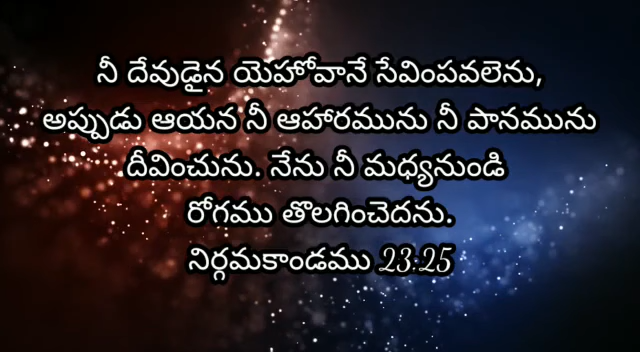 నీ దేవుడైన యెహోవానే సేవింపవలెను,
అప్పుడు ఆయన నీ ఆహారమును నీ పానమును
దీవించును. నేను నీ మధ్యనుండి
రోగము తొలగించెదను.
నిర్గమకాండము 23:25